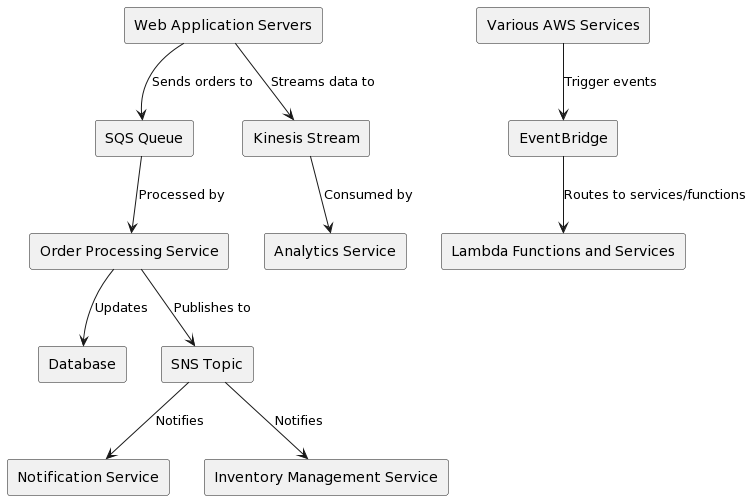 Web Application Servers
Various AWS Services
Sends orders to
Streams data to
Trigger events
SQS Queue
Kinesis Stream
EventBridge
Processed by
Consumed by
Routes to services/functions
Order Processing Service
Analytics Service
Lambda Functions and Services
Updates
Publishes to
Database
SNS Topic
Notifies
Notifies
Notification Service
Inventory Management Service